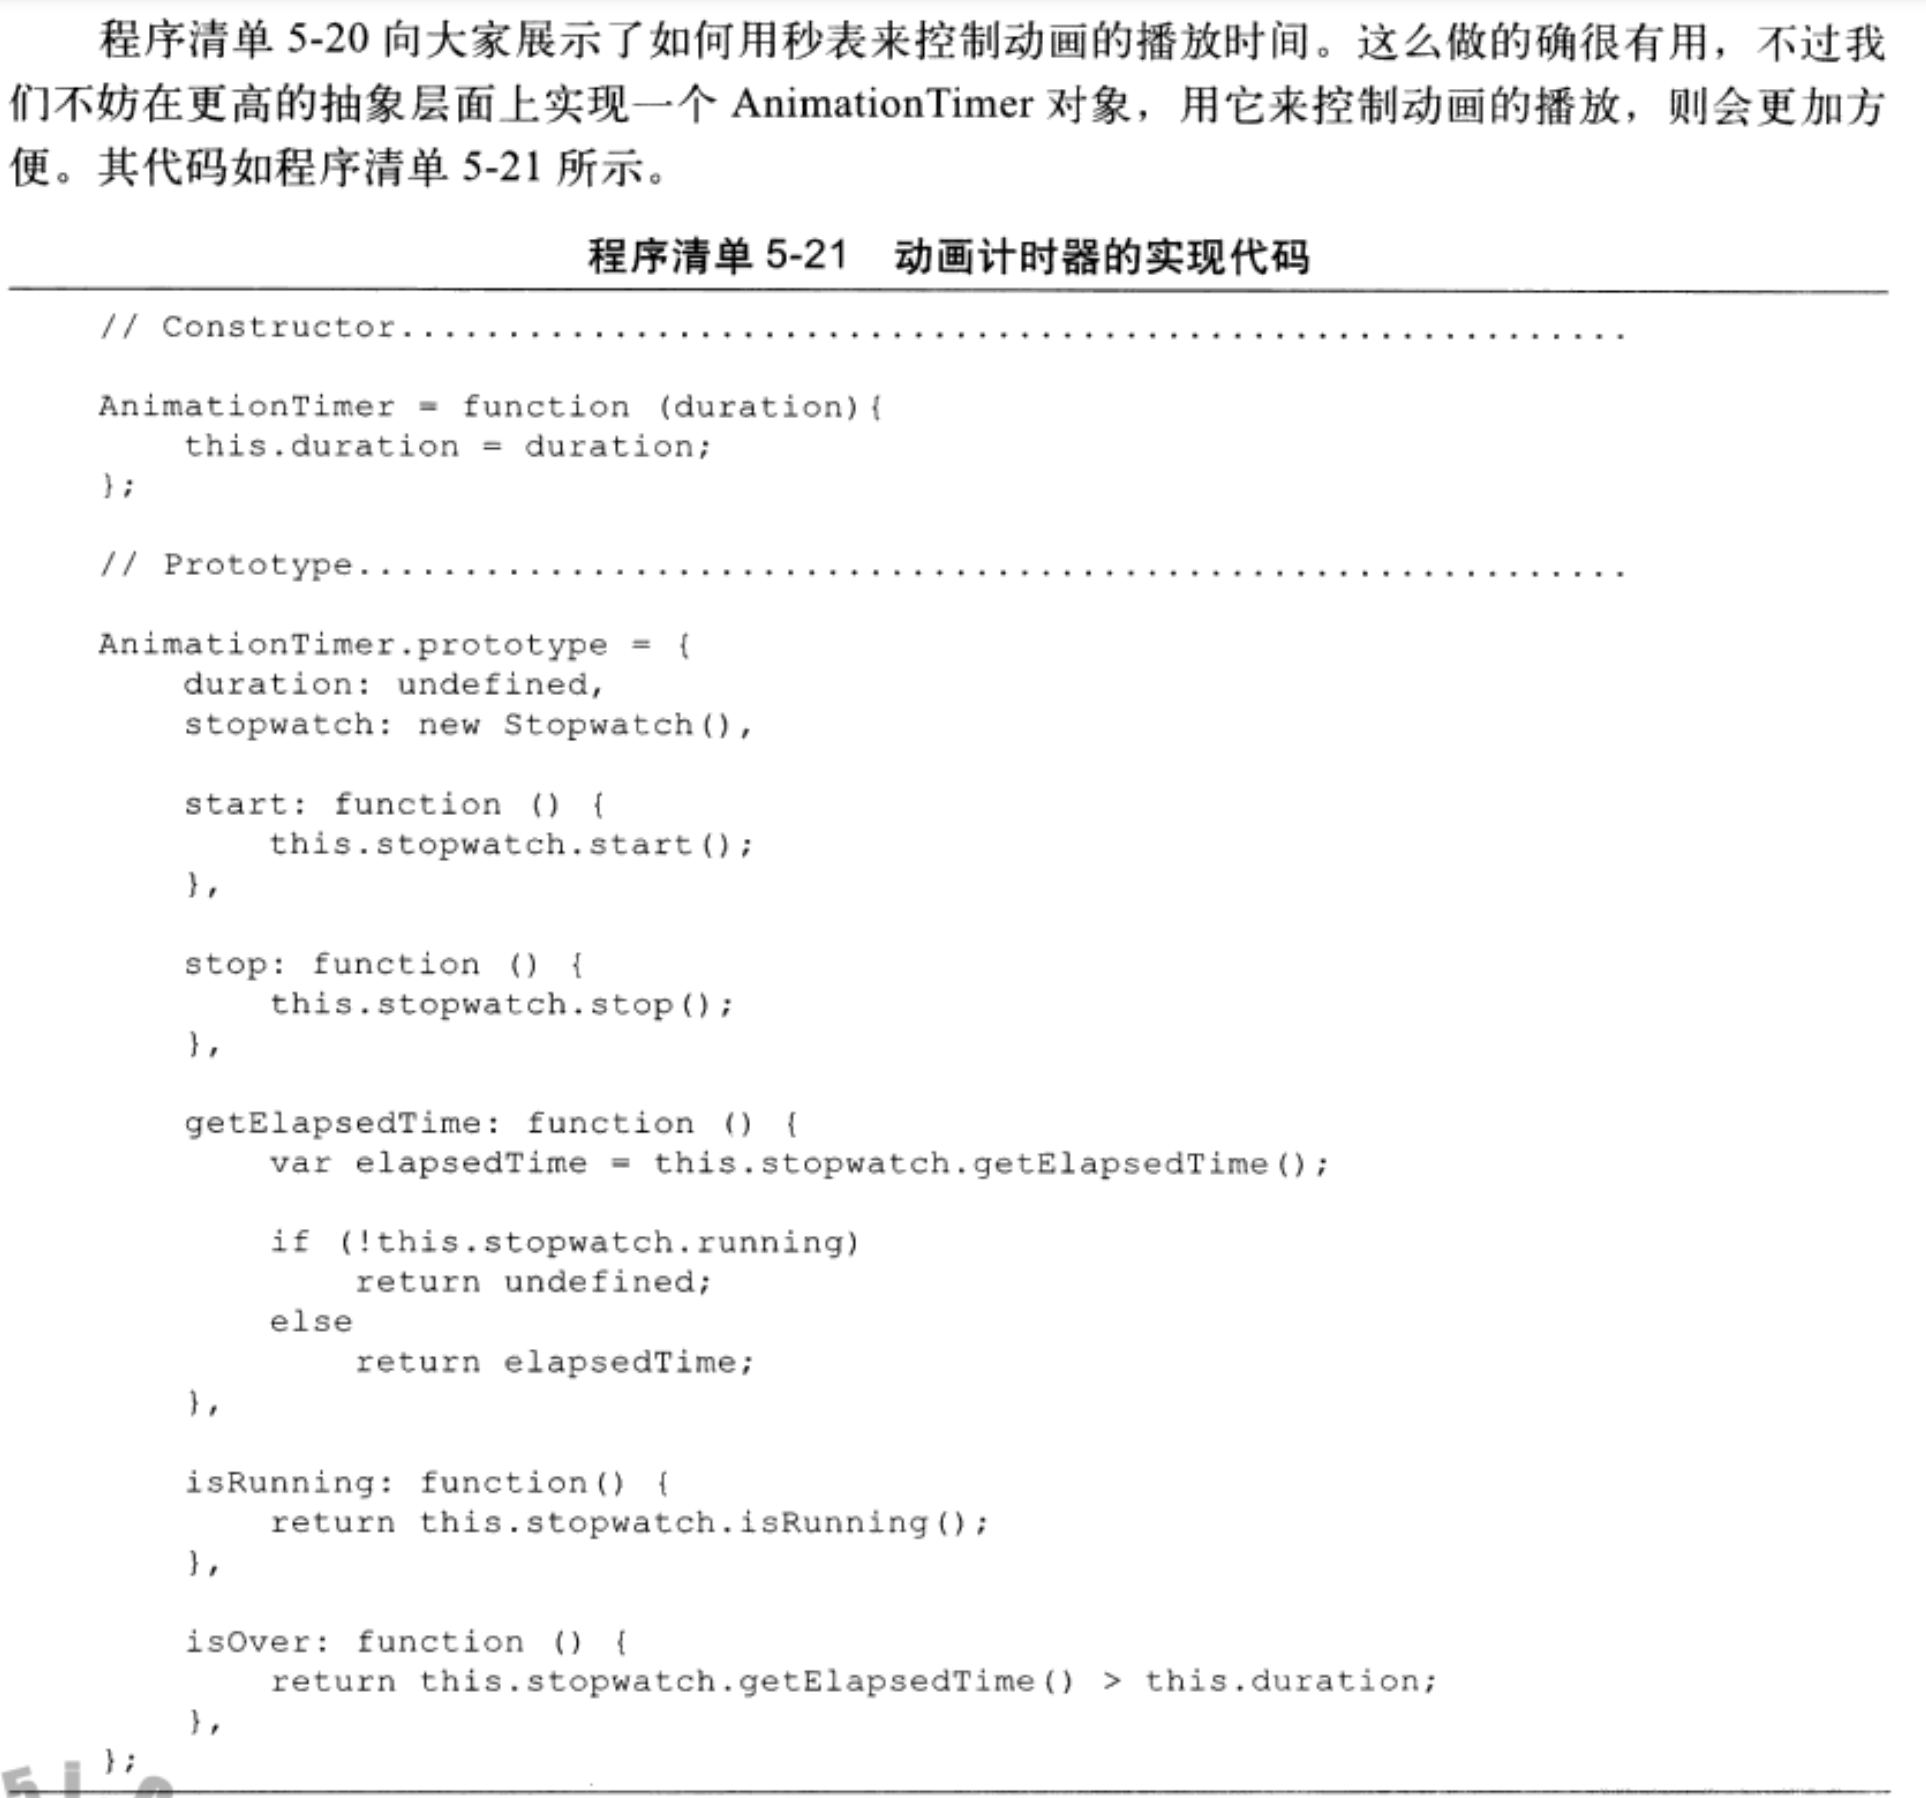 程序清单 5-20 向大家展示了如何用秒表来控制动画的播放时间。这么做的确很有用，不过我
们不妨在更高的抽象层面上实现一个 AnimationTimer 对象，用它来控制动画的播放，则会更加方
便。其代码如程序清单 5-21 所示。
程序清单 5-21 动画计时器的实现代码
// Constructor..........................................................
AnimationTimer = function (duration){
    this.duration = duration;
};
// Prototype............................................................
AnimationTimer.prototype = {
    duration: undefined,
    stopwatch: new Stopwatch(),
    start: function () {
        this.stopwatch.start();
    },
    stop: function () {
        this.stopwatch.stop();
    },
    getElapsedTime: function () {
        var elapsedTime = this.stopwatch.getElapsedTime();
        if (!this.stopwatch.running)
            return undefined;
        else
            return elapsedTime;
    },
    isRunning: function() {
        return this.stopwatch.isRunning();
    },
    isOver: function () {
        return this.stopwatch.getElapsedTime() > this.duration;
    },
};